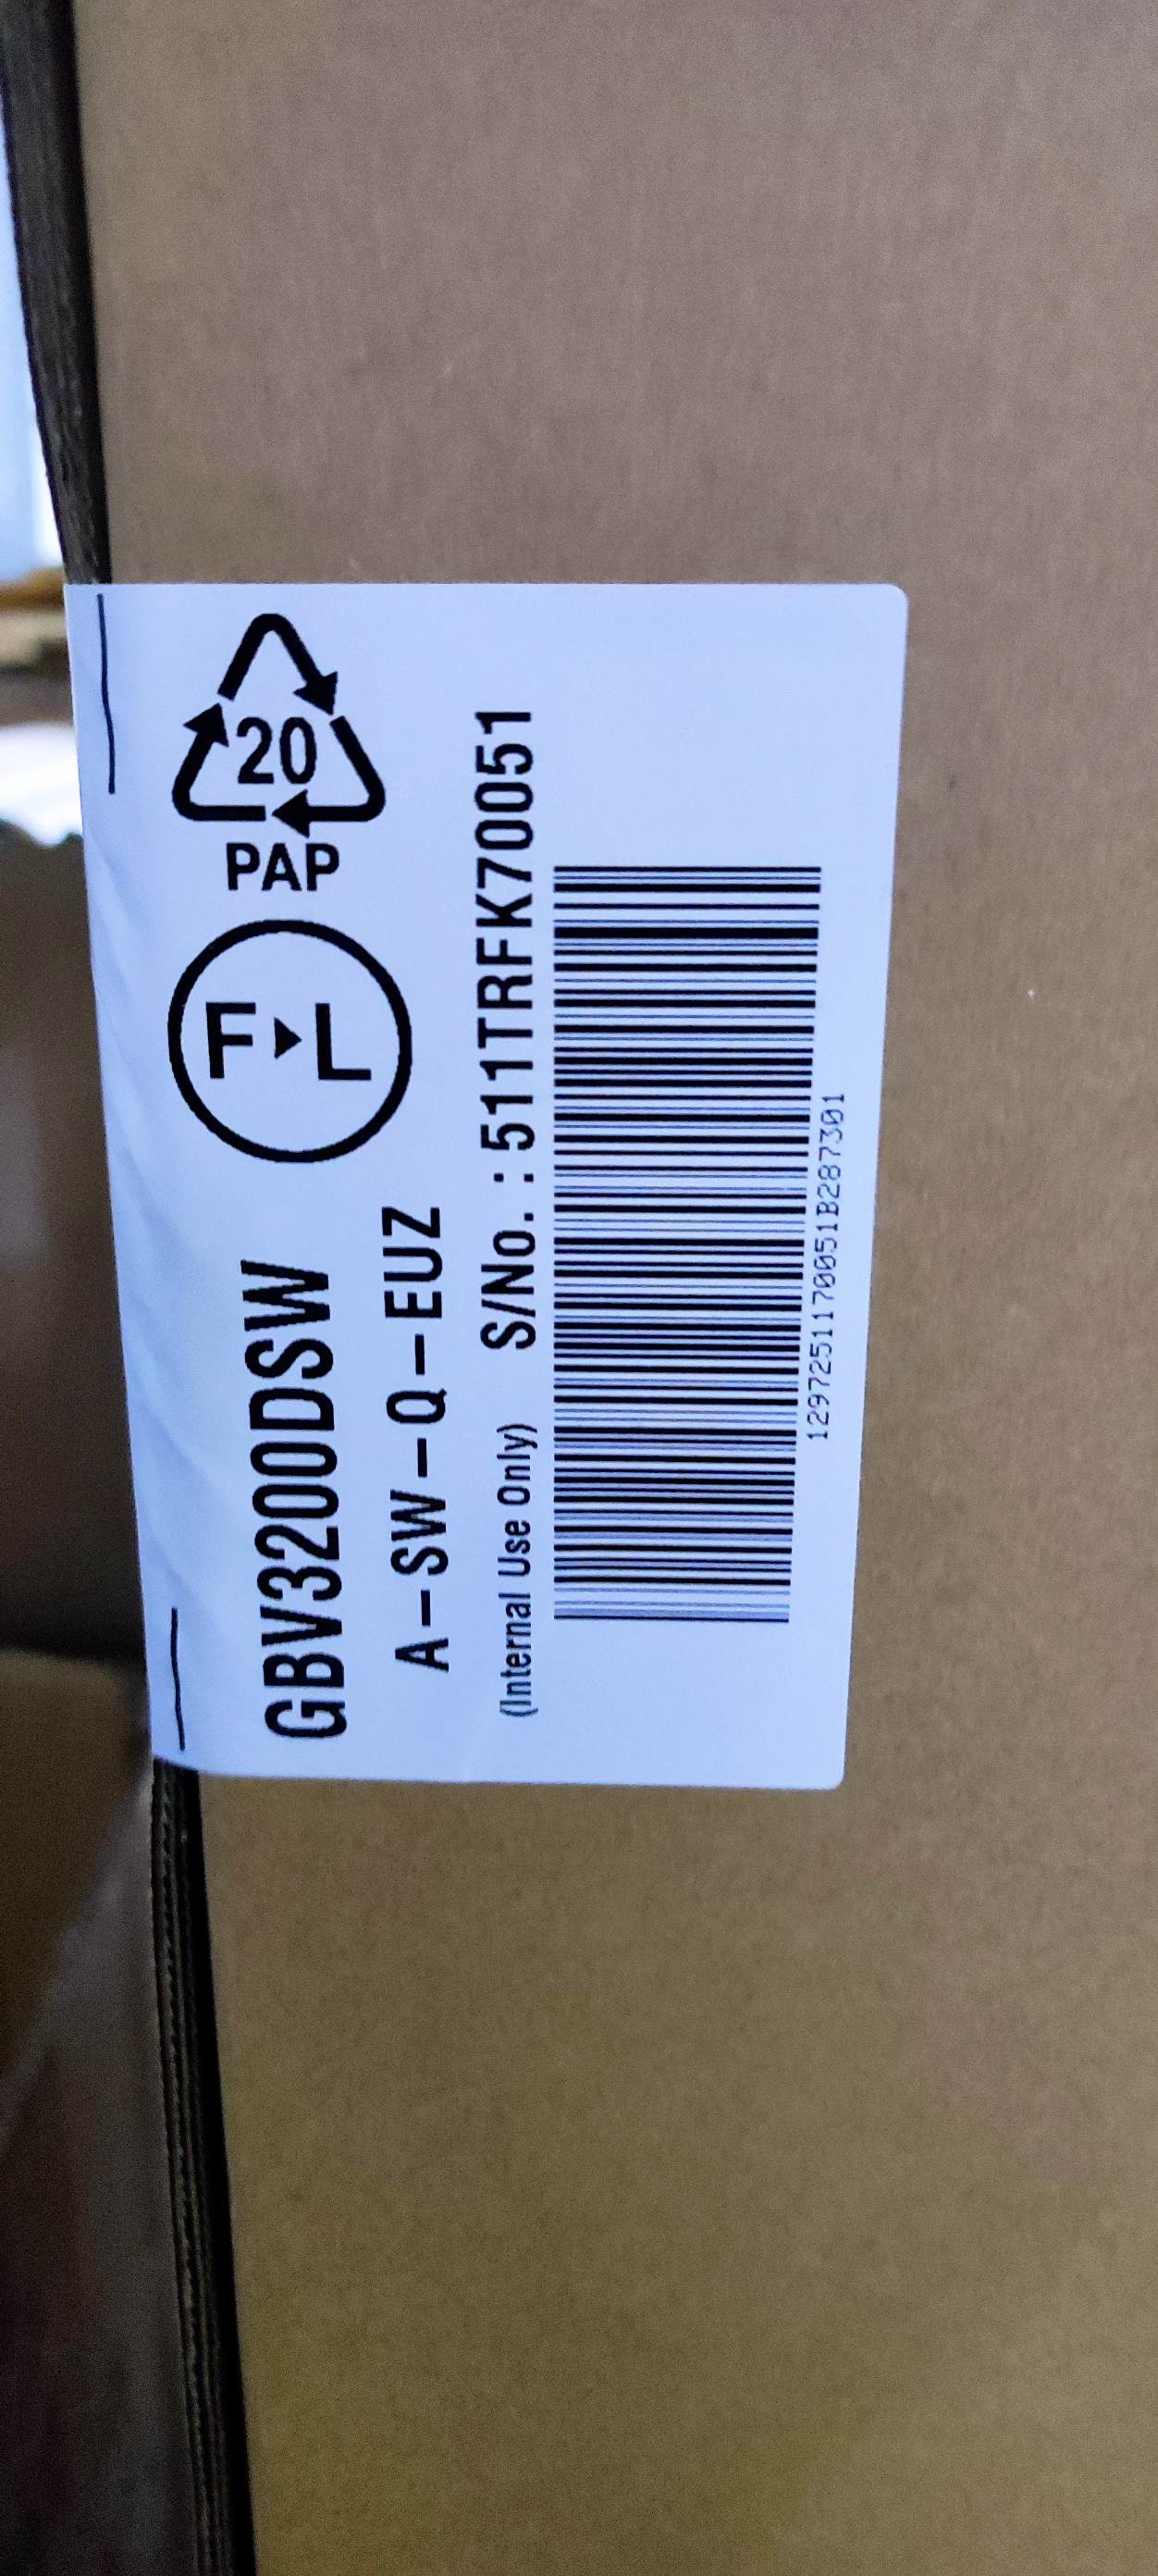 GBV3200DSW
A-SW-Q-EUZ
F L
PAP
20
(Internal Use Only) S/No. : 511TRFK70051
1297251170051B287301